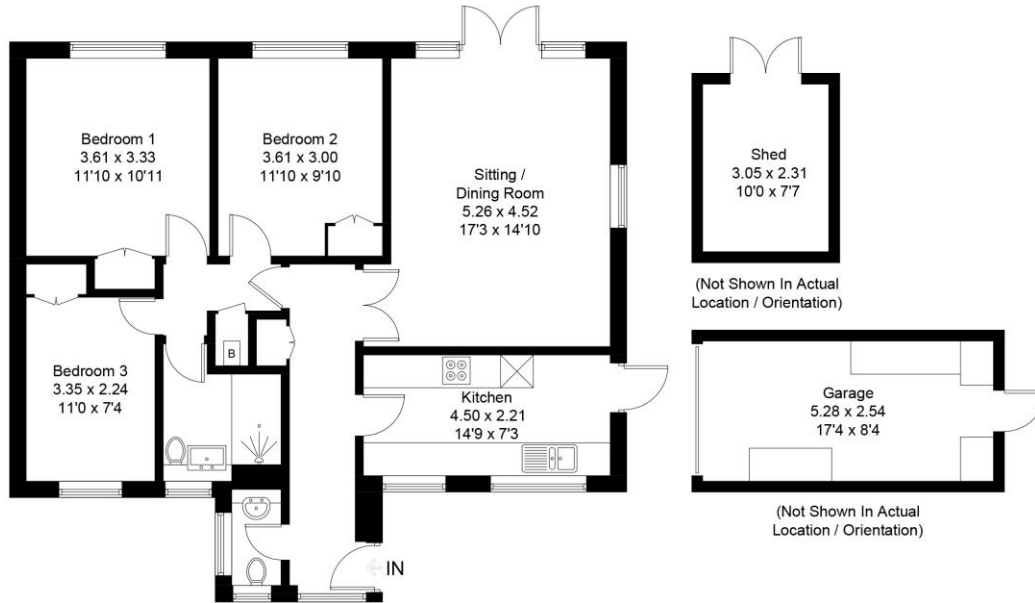 Bedroom 1
3.61 x 3.33
11'10 x 10'11
Bedroom 2
3.61 x 3.00
11'10 x 9'10
Sitting /
Dining Room
5.26 x 4.52
17'3 x 14'10
Shed
3.05 x 2.31
10'0 x 7'7
(Not Shown In Actual
Location / Orientation)
B
Bedroom 3
3.35 x 2.24
11'0 x 7'4
Kitchen
4.50 x 2.21
14'9 x 7'3
Garage
5.28 x 2.54
17'4 x 8'4
(Not Shown In Actual
Location / Orientation)
IN